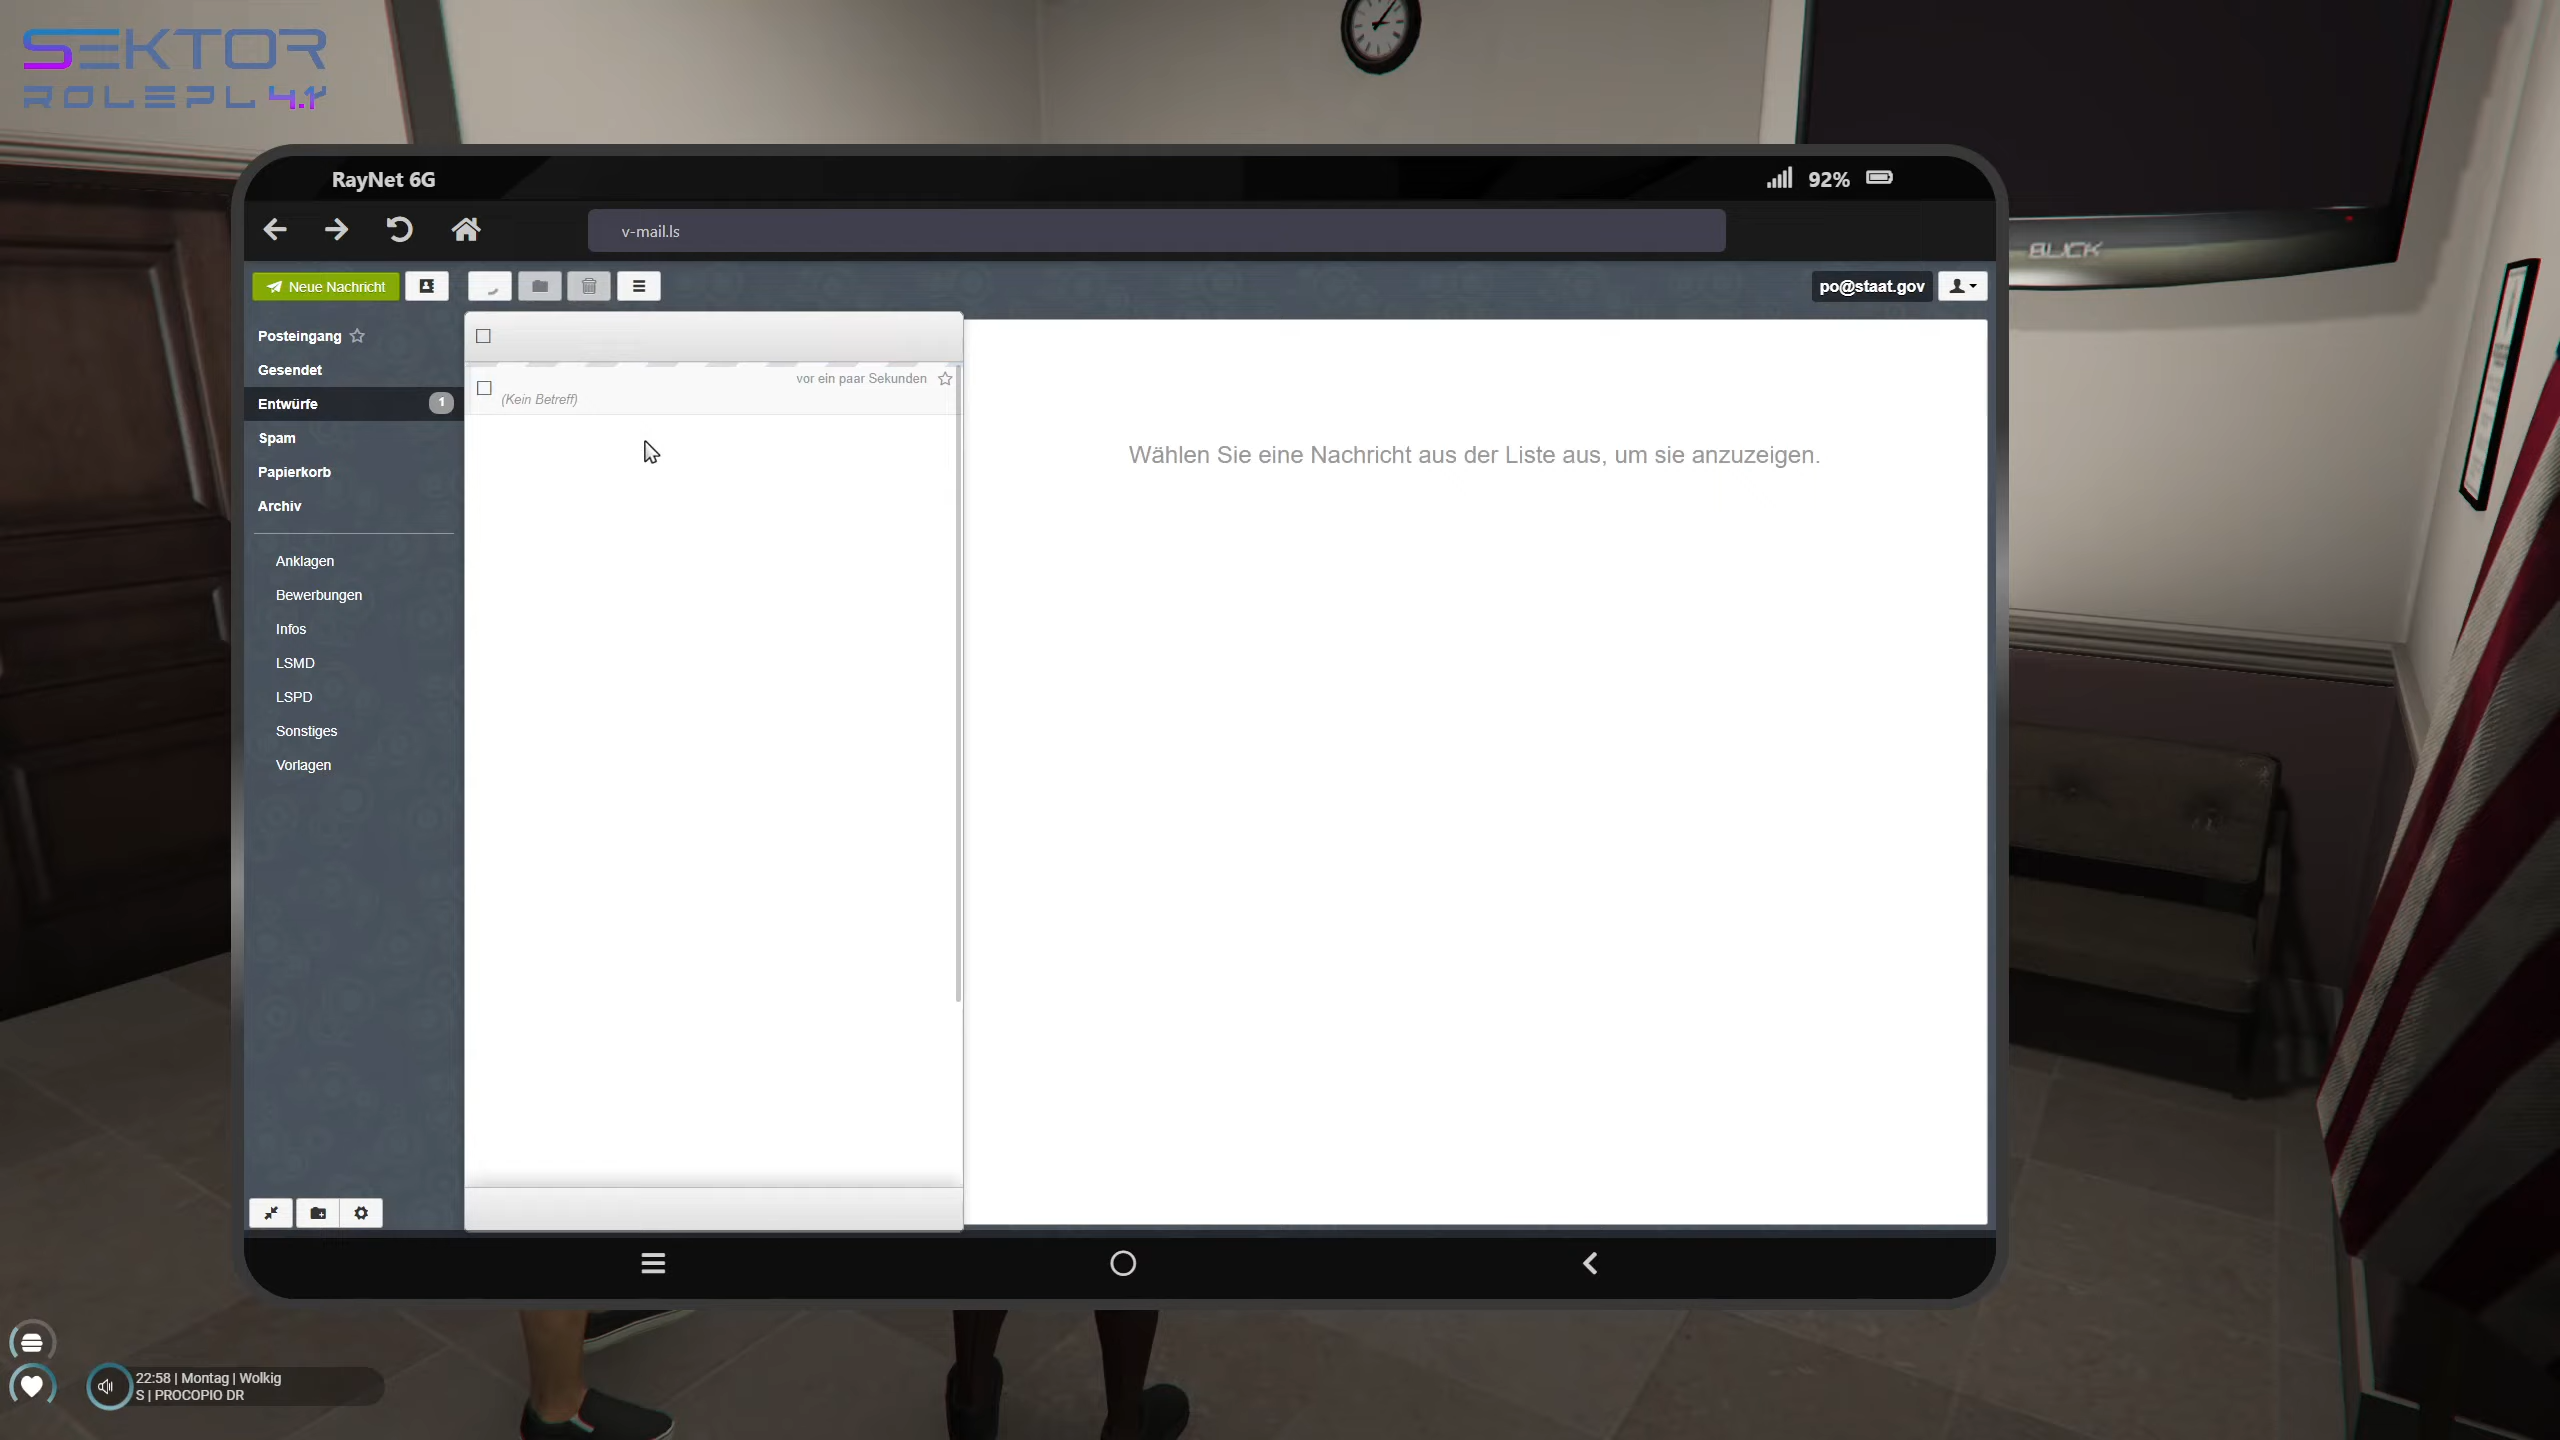 SEKTOR
ROLEPL4.Y
RayNet 6G
92%
v-mail.ls
Neue Nachricht
po@staat.gov
Posteingang
Gesendet
Entwürfe 1
Spam
Papierkorb
Archiv
Anklagen
Bewerbungen
Infos
LSMD
LSPD
Sonstiges
Vorlagen
vor ein paar Sekunden
(Kein Betreff)
Wählen Sie eine Nachricht aus der Liste aus, um sie anzuzeigen.
22:58 | Montag | Wolkig
S | PROCOPIO DR